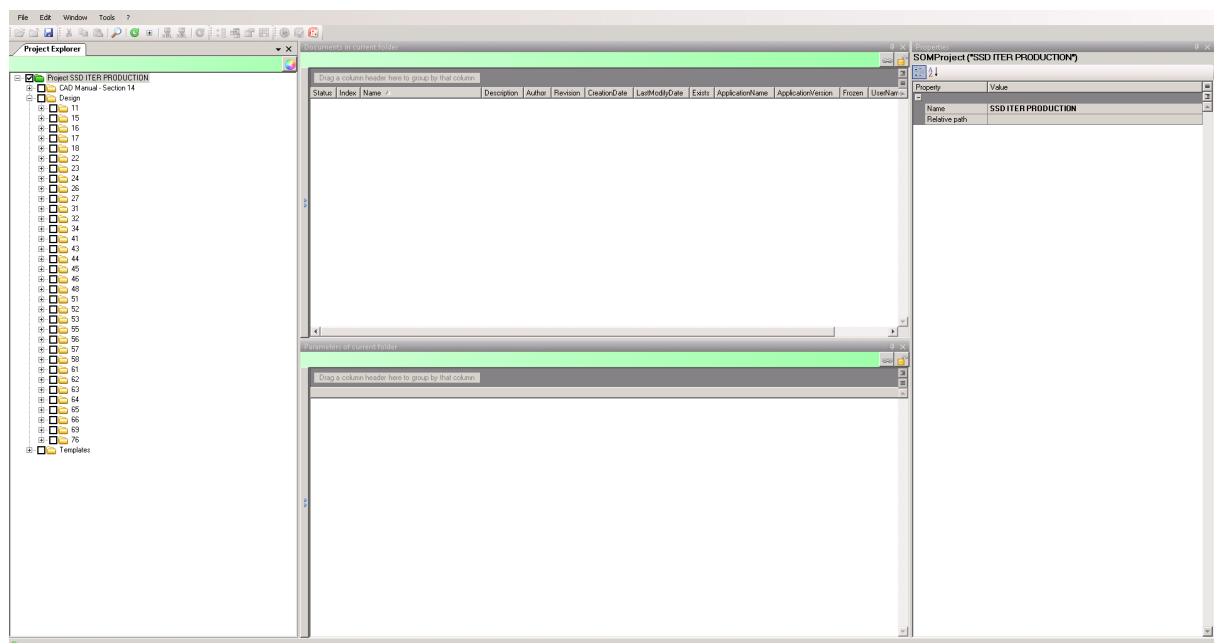 File Edit Window Tools ?
Project Explorer
Project SSD ITER PRODUCTION
CAD Manual - Section 14
Design
11
15
16
17
18
22
23
24
26
27
31
32
34
41
43
44
45
46
48
51
52
53
55
56
57
58
61
62
63
64
65
66
69
76
Templates
Documents in current folder
Drag a column header here to group by that column
Status Index Name Description Author Revision CreationDate LastModifyDate Exists ApplicationName ApplicationVersion Frozen UserNam
Parameters of current folder
Drag a column header here to group by that column
Properties
SOMProject ("SSD ITER PRODUCTION")
Property Value
Name SSD ITER PRODUCTION
Relative path